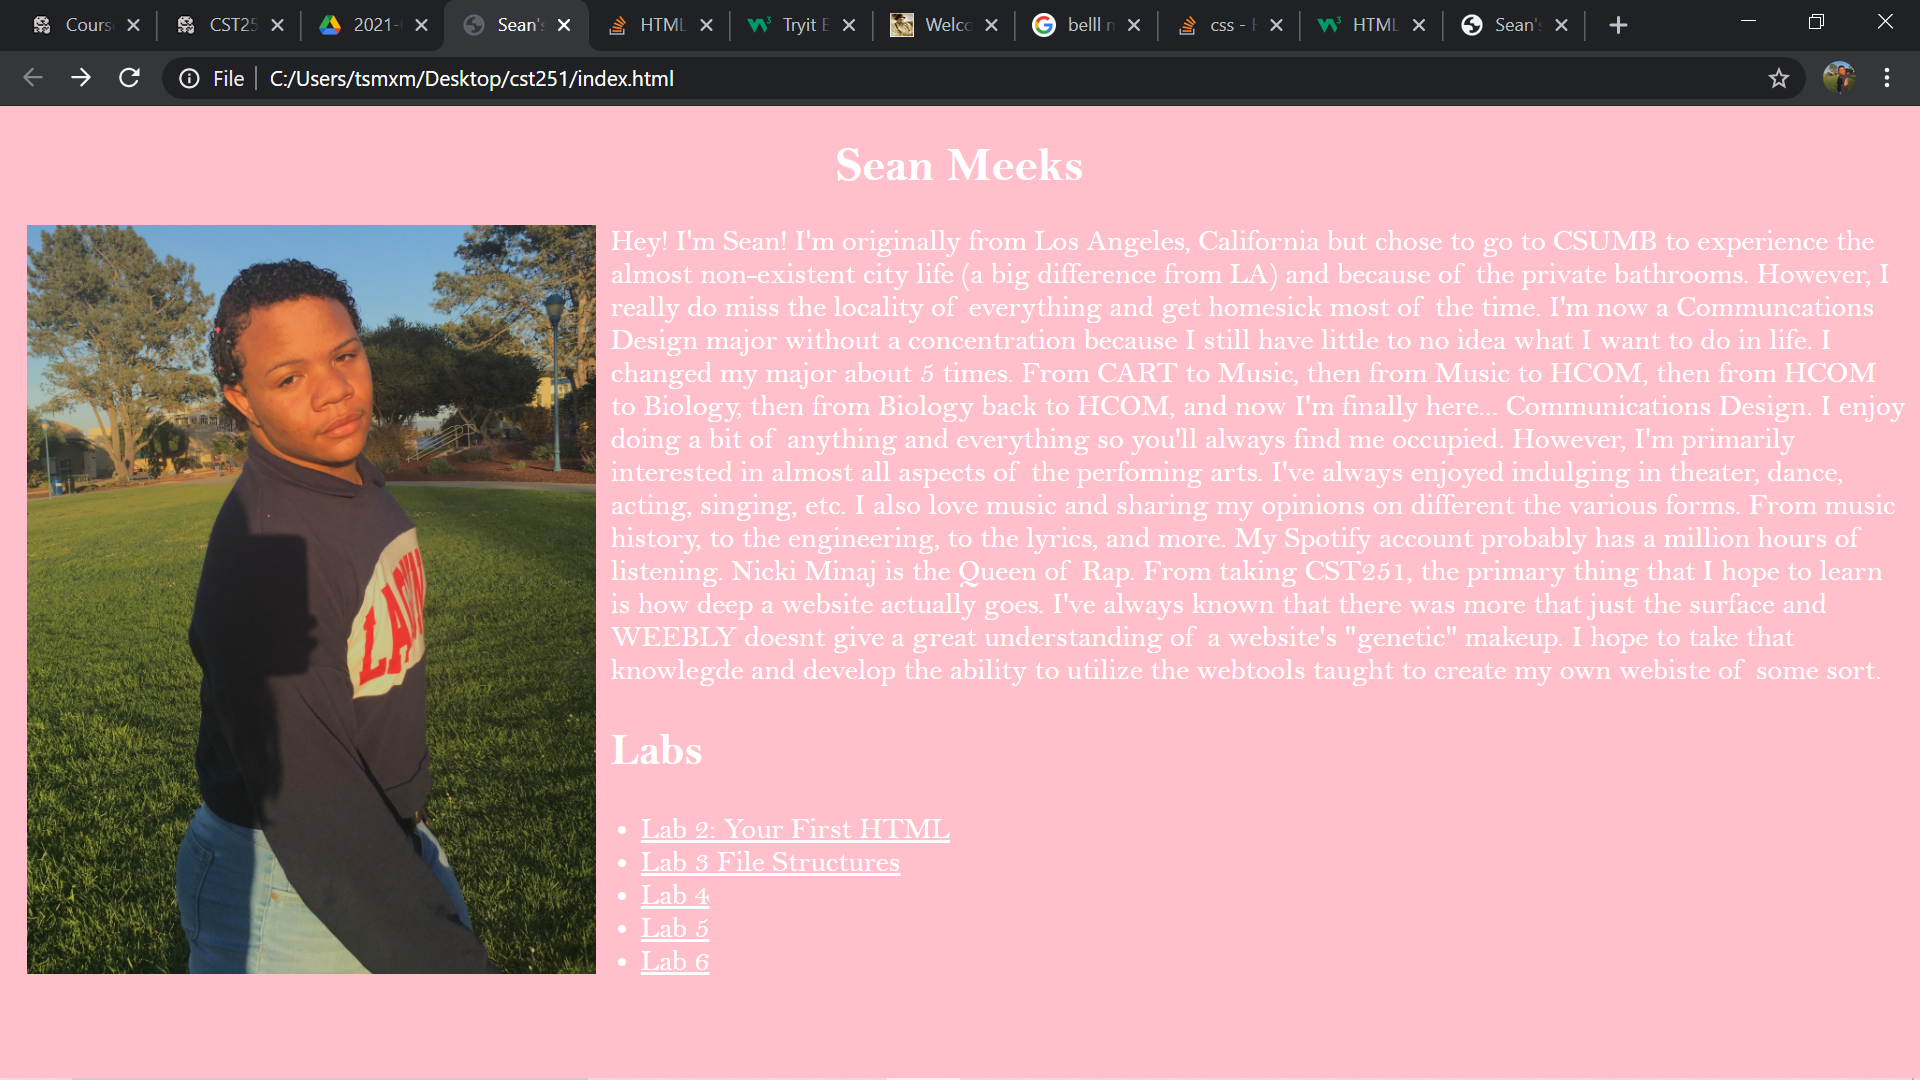 Cours
CST25
2021-
Sean's
HTML
Tryit E
Welco
belll n
css - H
HTML
Sean's
File
C:/Users/tsmxm/Desktop/cst251/index.html
Sean Meeks
Hey! I'm Sean! I'm originally from Los Angeles, California but chose to go to CSUMB to experience the
almost non-existent city life (a big difference from LA) and because of the private bathrooms. However, I
really do miss the locality of everything and get homesick most of the time. I'm now a Communcations
Design major without a concentration because I still have little to no idea what I want to do in life. I
changed my major about 5 times. From CART to Music, then from Music to HCOM, then from HCOM
to Biology, then from Biology back to HCOM, and now I'm finally here... Communications Design. I enjoy
doing a bit of anything and everything so you'll always find me occupied. However, I'm primarily
interested in almost all aspects of the perfoming arts. I've always enjoyed indulging in theater, dance,
acting, singing, etc. I also love music and sharing my opinions on different the various forms. From music
history, to the engineering, to the lyrics, and more. My Spotify account probably has a million hours of
listening. Nicki Minaj is the Queen of Rap. From taking CST251, the primary thing that I hope to learn
is how deep a website actually goes. I've always known that there was more that just the surface and
WEEBLY doesnt give a great understanding of a website's "genetic" makeup. I hope to take that
knowlegde and develop the ability to utilize the webtools taught to create my own webiste of some sort.
Labs
Lab 2: Your First HTML
Lab 3 File Structures
Lab 4
Lab 5
Lab 6